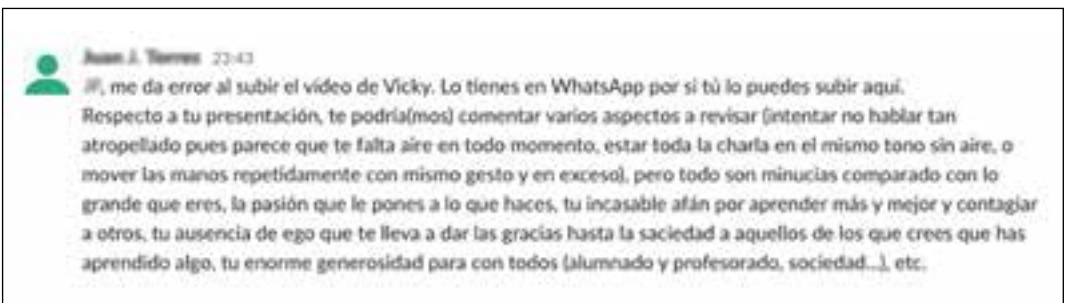 22:43
, me da error al subir el vídeo de Vicky. Lo tienes en WhatsApp por si tú lo puedes subir aquí.
Respecto a tu presentación, te podría(mos) comentar varios aspectos a revisar (intentar no hablar tan
atropellado pues parece que te falta aire en todo momento, estar toda la charla en el mismo tono sin aire, o
mover las manos repetidamente con mismo gesto y en exceso), pero todo son minucias comparado con lo
grande que eres, la pasión que le pones a lo que haces, tu incasable afán por aprender más y mejor y contagiar
a otros, tu ausencia de ego que te lleva a dar las gracias hasta la saciedad a aquellos de los que crees que has
aprendido algo, tu enorme generosidad para con todos (alumnado y profesorado, sociedad...), etc.